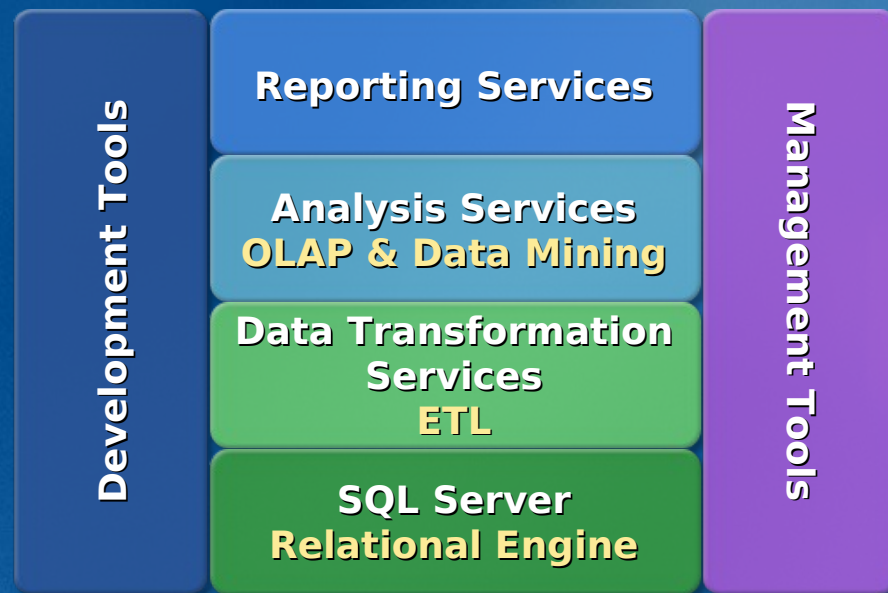 Development Tools
Reporting Services
Analysis Services
OLAP & Data Mining
Data Transformation
Services
ETL
SQL Server
Relational Engine
Management Tools